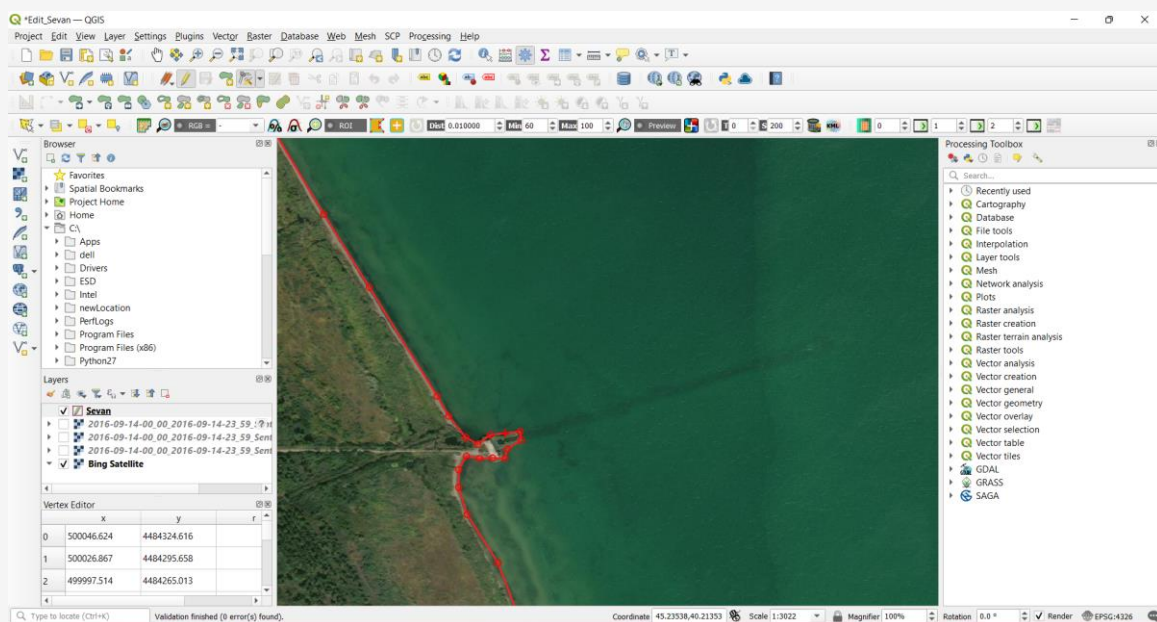 *Edit_Sevan — QGIS
Project Edit View Layer Settings Plugins Vector Raster Database Web Mesh SCP Processing Help
RGB = - ROI Dist 0.010000 Min 60 Max 100 Preview T 0 S 200 KML 0 1 2
Browser
Favorites
Spatial Bookmarks
Project Home
Home
C:\
Apps
dell
Drivers
ESD
Intel
newLocation
PerfLogs
Program Files
Program Files (x86)
Python27
Layers
Sevan
2016-09-14-00_00_2016-09-14-23_59_
2016-09-14-00_00_2016-09-14-23_59_Sent
2016-09-14-00_00_2016-09-14-23_59_Sent
Bing Satellite
Vertex Editor
x y r
0 500046.624 4484324.616
1 500026.867 4484295.658
2 499997.514 4484265.013
Processing Toolbox
Search...
Recently used
Cartography
Database
File tools
Interpolation
Layer tools
Mesh
Network analysis
Plots
Raster analysis
Raster creation
Raster terrain analysis
Raster tools
Vector analysis
Vector creation
Vector general
Vector geometry
Vector overlay
Vector selection
Vector table
Vector tiles
GDAL
GRASS
SAGA
Type to locate (Ctrl+K) Validation finished (0 error(s) found). Coordinate 45.23538,40.21353 Scale 1:3022 Magnifier 100% Rotation 0.0 ° Render EPSG:4326